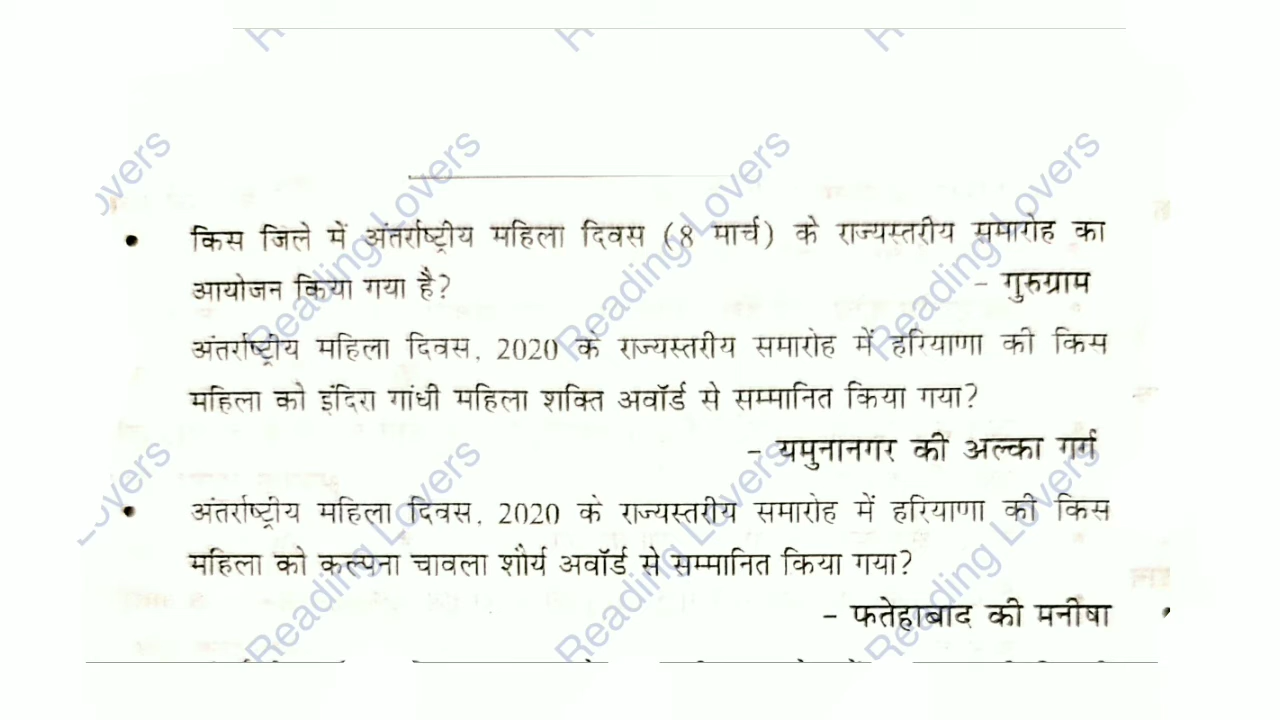 • किस जिले में अंतर्राष्ट्रीय महिला दिवस (8 मार्च) के राज्यस्तरीय समारोह का
आयोजन किया गया है?
- गुरुग्राम
अंतर्राष्ट्रीय महिला दिवस, 2020 के राज्यस्तरीय समारोह में हरियाणा की किस
महिला को इंदिरा गांधी महिला शक्ति अवॉर्ड से सम्मानित किया गया?
- यमुनानगर की अल्का गर्ग
• अंतर्राष्ट्रीय महिला दिवस, 2020 के राज्यस्तरीय समारोह में हरियाणा की किस
महिला को कल्पना चावला शौर्य अवॉर्ड से सम्मानित किया गया?
- फतेहाबाद की मनीषा
Reading Lovers